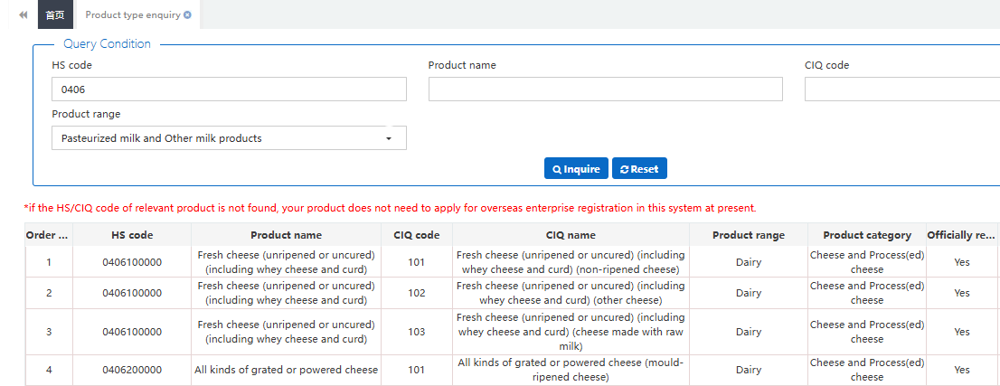 首页 Product type enquiry
Query Condition
HS code Product name CIQ code
0406
Product range
Pasteurized milk and Other milk products
Inquire Reset
*if the HS/CIQ code of relevant product is not found, your product does not need to apply for overseas enterprise registration in this system at present.
Order ... HS code Product name CIQ code CIQ name Product range Product category Officially re...
1 0406100000 Fresh cheese (unripened or uncured) (including whey cheese and curd) 101 Fresh cheese (unripened or uncured) (including whey cheese and curd) (non-ripened cheese) Dairy Cheese and Process(ed) cheese Yes
2 0406100000 Fresh cheese (unripened or uncured) (including whey cheese and curd) 102 Fresh cheese (unripened or uncured) (including whey cheese and curd) (other cheese) Dairy Cheese and Process(ed) cheese Yes
3 0406100000 Fresh cheese (unripened or uncured) (including whey cheese and curd) 103 Fresh cheese (unripened or uncured) (including whey cheese and curd) (cheese made with raw milk) Dairy Cheese and Process(ed) cheese Yes
4 0406200000 All kinds of grated or powered cheese 101 All kinds of grated or powered cheese (mould-ripened cheese) Dairy Cheese and Process(ed) cheese Yes